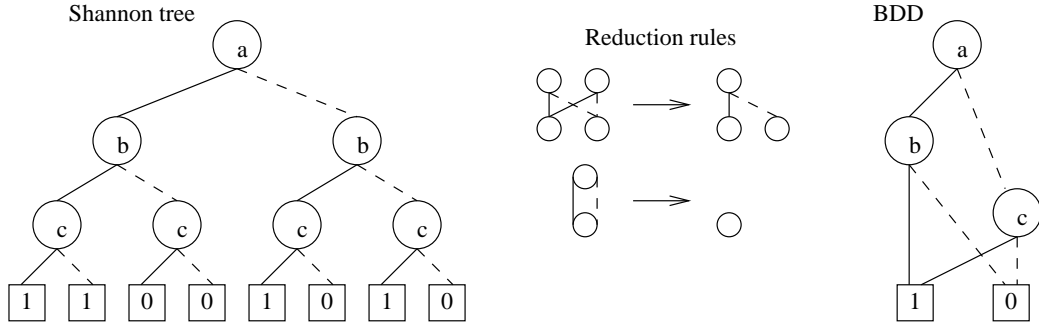 Shannon tree
a
b b
c c c c
1 1 0 0 1 0 1 0
Reduction rules
BDD
a
b
c
1 0